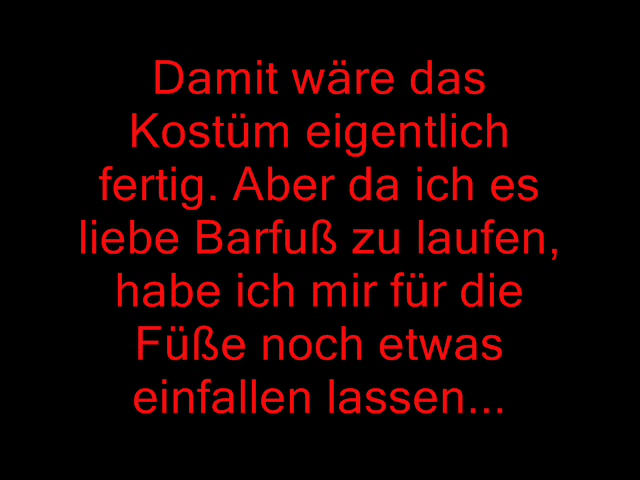 Damit wäre das
Kostüm eigentlich
fertig. Aber da ich es
liebe Barfuß zu laufen,
habe ich mir für die
Füße noch etwas
einfallen lassen...